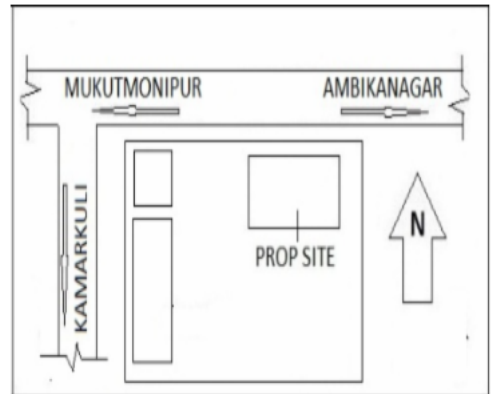 MUKUTMONIPUR
AMBIKANAGAR
KAMARKULI
PROP SITE
N